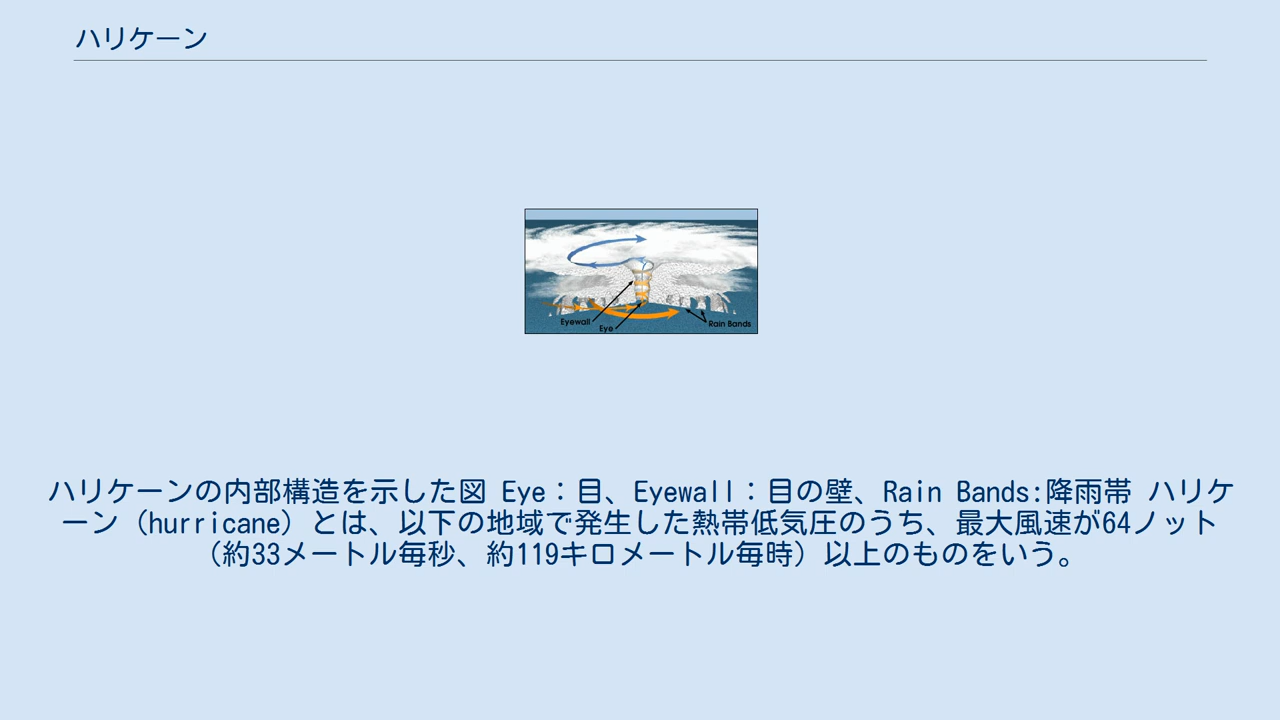 ハリケーン
Eyewall
Eye
Rain Bands
ハリケーンの内部構造を示した図 Eye：目、Eyewall：目の壁、Rain Bands:降雨帯 ハリケ
ーン（hurricane）とは、以下の地域で発生した熱帯低気圧のうち、最大風速が64ノット
（約33メートル毎秒、約119キロメートル毎時）以上のものをいう。